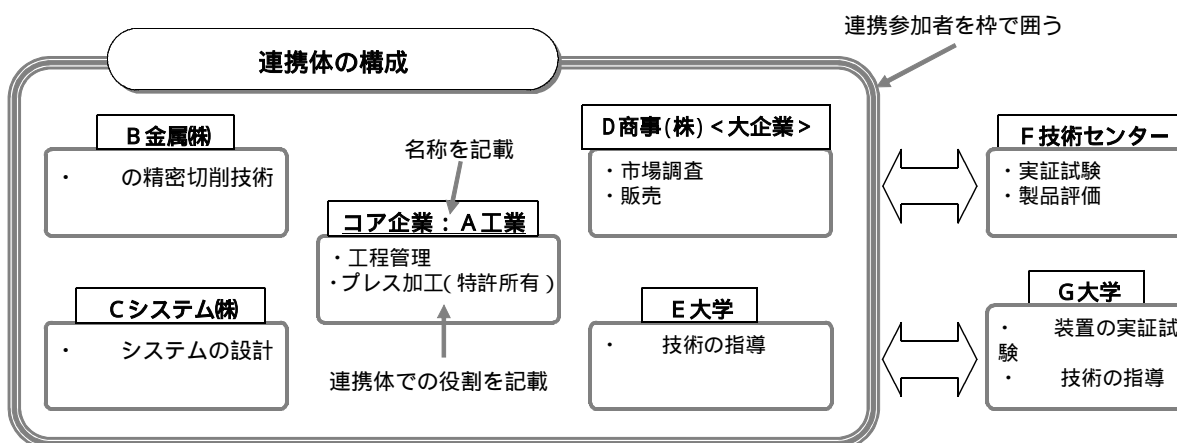 連携参加者を枠で囲う
連携体の構成
B金属㈱
・　　の精密切削技術
名称を記載
コア企業：A工業
・工程管理
・プレス加工(特許所有)
D商事(株)＜大企業＞
・市場調査
・販売
F技術センター
・実証試験
・製品評価
Cシステム㈱
・　　システムの設計
連携体での役割を記載
E大学
・　　技術の指導
G大学
・　　装置の実証試
験
・　　技術の指導